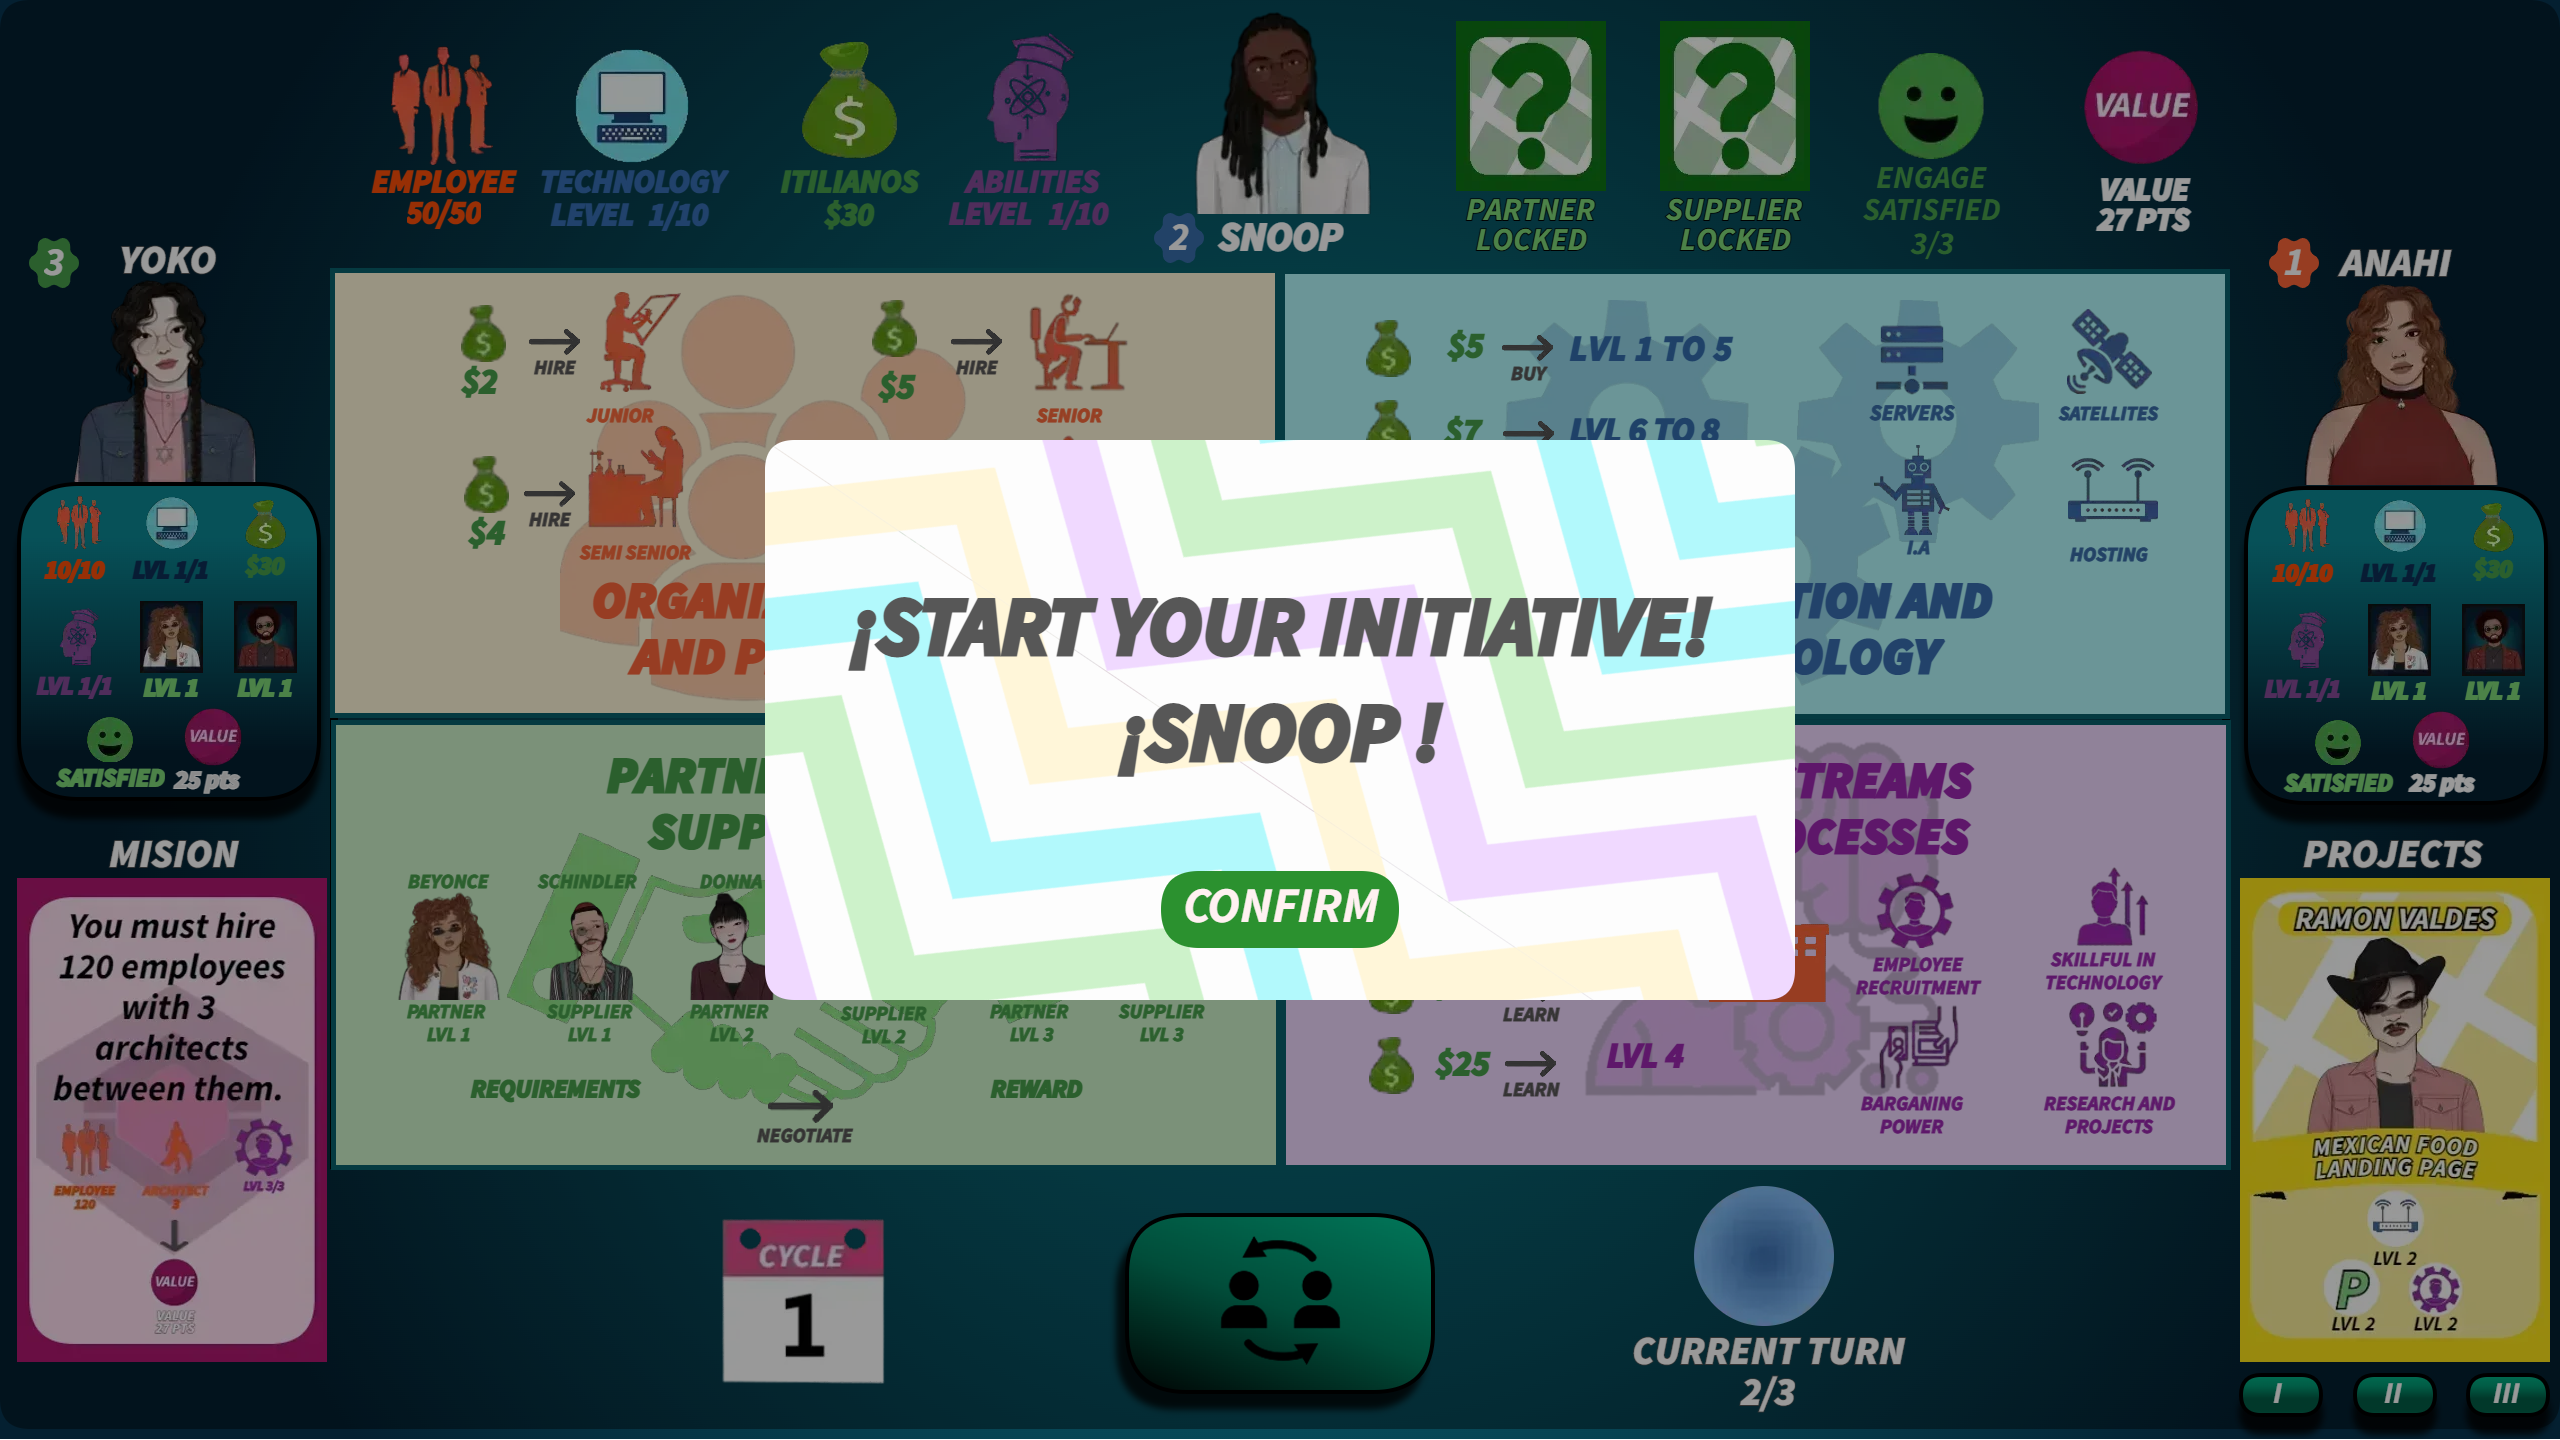 EMPLOYEE
50/50
TECHNOLOGY
LEVEL 1/10
ITILIANOS
$30
ABILITIES
LEVEL 1/10
2 SNOOP
PARTNER
LOCKED
SUPPLIER
LOCKED
ENGAGE
SATISFIED
3/3
VALUE
VALUE
27 PTS
3 YOKO
10/10
LVL 1/1
$30
LVL 1/1
LVL 1
LVL 1
VALUE
SATISFIED
25 pts
1 ANAHI
10/10
LVL 1/1
$30
LVL 1/1
LVL 1
LVL 1
VALUE
SATISFIED
25 pts
$2
HIRE
JUNIOR
$5
HIRE
SENIOR
$4
HIRE
SEMI SENIOR
ORGANI
AND P
$5
BUY
LVL 1 TO 5
$7
LVL 6 TO 8
SERVERS
SATELLITES
I.A
HOSTING
TION AND
OLOGY
¡START YOUR INITIATIVE!
¡SNOOP !
CONFIRM
PARTNE
SUPP
BEYONCE
SCHINDLER
DONNA
PARTNER
LVL 1
SUPPLIER
LVL 1
PARTNER
LVL 2
SUPPLIER
LVL 2
PARTNER
LVL 3
SUPPLIER
LVL 3
REQUIREMENTS
REWARD
NEGOTIATE
TREAMS
OCESSES
LEARN
$25
LEARN
LVL 4
EMPLOYEE
RECRUITMENT
SKILLFUL IN
TECHNOLOGY
BARGANING
POWER
RESEARCH AND
PROJECTS
MISION
You must hire
120 employees
with 3
architects
between them.
EMPLOYEE
120
ARCHITECT
3
LVL 3/3
VALUE
VALUE
27 PTS
PROJECTS
RAMON VALDES
MEXICAN FOOD
LANDING PAGE
LVL 2
P
LVL 2
LVL 2
I
II
III
CYCLE
1
CURRENT TURN
2/3